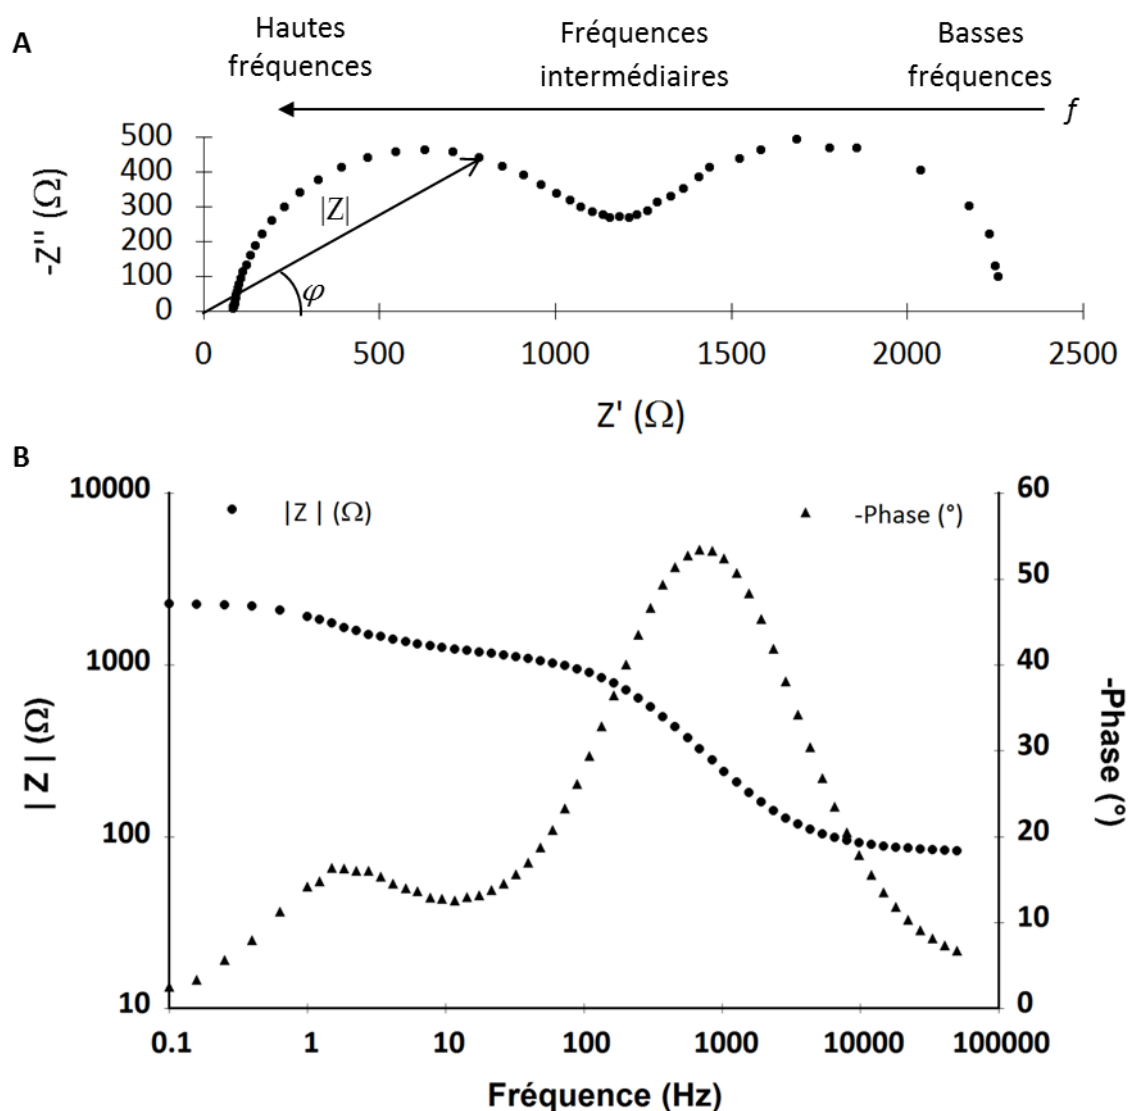 A
Hautes
fréquences
Fréquences
intermédiaires
Basses
fréquences
f
500
400
300
200
100
0
-Z'' (Ω)
|Z|
φ
0 500 1000 1500 2000 2500
Z' (Ω)
B
10000
1000
100
10
| Z | (Ω)
|Z | (Ω)
-Phase (°)
60
50
40
30
20
10
0
-Phase (°)
0.1 1 10 100 1000 10000 100000
Fréquence (Hz)